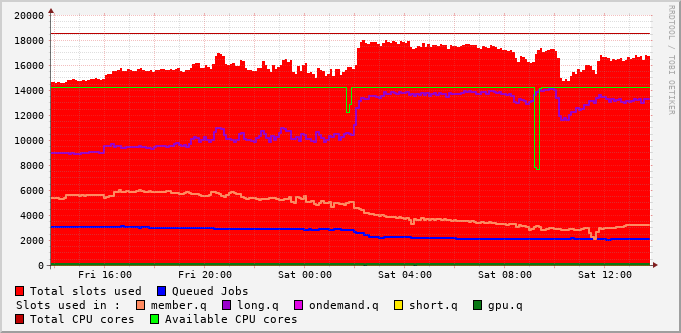 20000
18000
16000
14000
12000
10000
8000
6000
4000
2000
0
Fri 16:00 Fri 20:00 Sat 00:00 Sat 04:00 Sat 08:00 Sat 12:00
Total slots used Queued Jobs
Slots used in : member.q long.q ondemand.q short.q gpu.q
Total CPU cores Available CPU cores
RRDTOOL / TOBI OETIKER